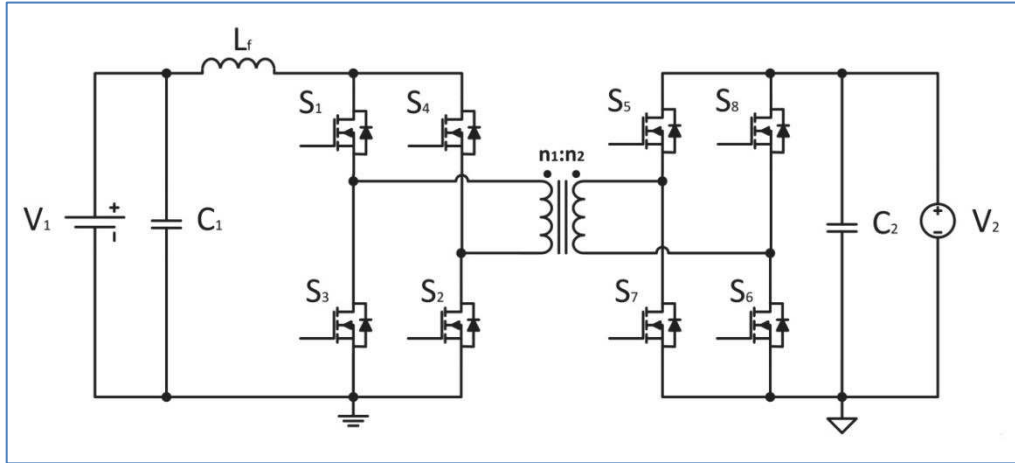 Lf
S1
S4
S5
S8
n1:n2
V1
+
-
C1
+
-
C2
V2
S3
S2
S7
S6